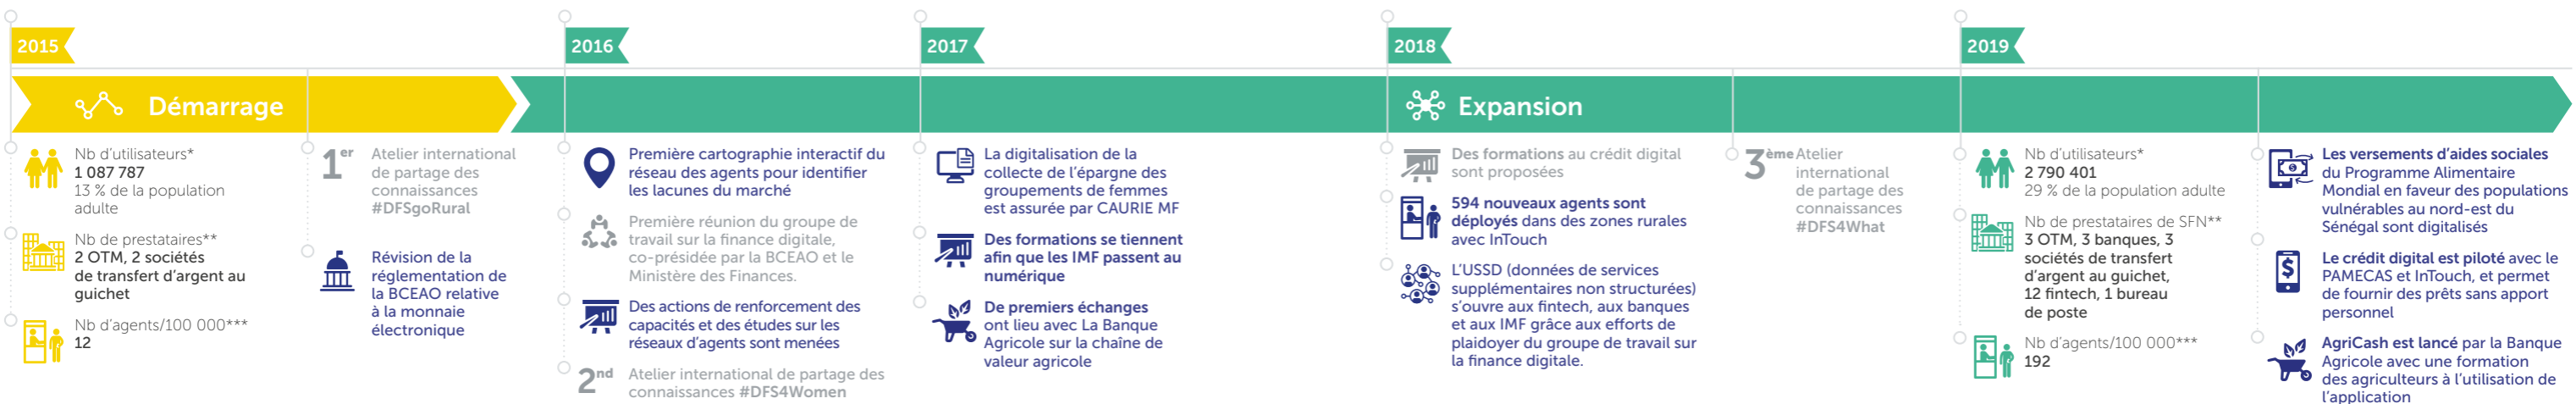 2015
2016
2017
2018
2019
Démarrage
Expansion
Nb d'utilisateurs*
1 087 787
13 % de la population
adulte
Nb de prestataires**
2 OTM, 2 sociétés
de transfert d'argent au
guichet
Nb d'agents/100 000***
12
1er
Atelier international
de partage des
connaissances
#DFSgoRural
Révision de la
réglementation de
la BCEAO relative
à la monnaie
électronique
Première cartographie interactif du
réseau des agents pour identifier
les lacunes du marché
Première réunion du groupe de
travail sur la finance digitale,
co-présidée par la BCEAO et le
Ministère des Finances.
Des actions de renforcement des
capacités et des études sur les
réseaux d'agents sont menées
2nd Atelier international de partage des
connaissances #DFS4Women
La digitalisation de la
collecte de l'épargne des
groupements de femmes
est assurée par CAURIE MF
Des formations se tiennent
afin que les IMF passent au
numérique
De premiers échanges
ont lieu avec La Banque
Agricole sur la chaîne de
valeur agricole
Des formations au crédit digital
sont proposées
594 nouveaux agents sont
déployés dans des zones rurales
avec InTouch
L'USSD (données de services
supplémentaires non structurées)
s'ouvre aux fintech, aux banques
et aux IMF grâce aux efforts de
plaidoyer du groupe de travail sur
la finance digitale.
3ème Atelier
international
de partage des
connaissances
#DFS4What
Nb d'utilisateurs*
2 790 401
29 % de la population adulte
Nb de prestataires de SFN**
3 OTM, 3 banques, 3
sociétés de transfert
d'argent au guichet,
12 fintech, 1 bureau
de poste
Nb d'agents/100 000***
192
Les versements d'aides sociales
du Programme Alimentaire
Mondial en faveur des populations
vulnérables au nord-est du
Sénégal sont digitalisés
Le crédit digital est piloté avec le
PAMECAS et InTouch, et permet
de fournir des prêts sans apport
personnel
AgriCash est lancé par la Banque
Agricole avec une formation
des agriculteurs à l'utilisation de
l'application